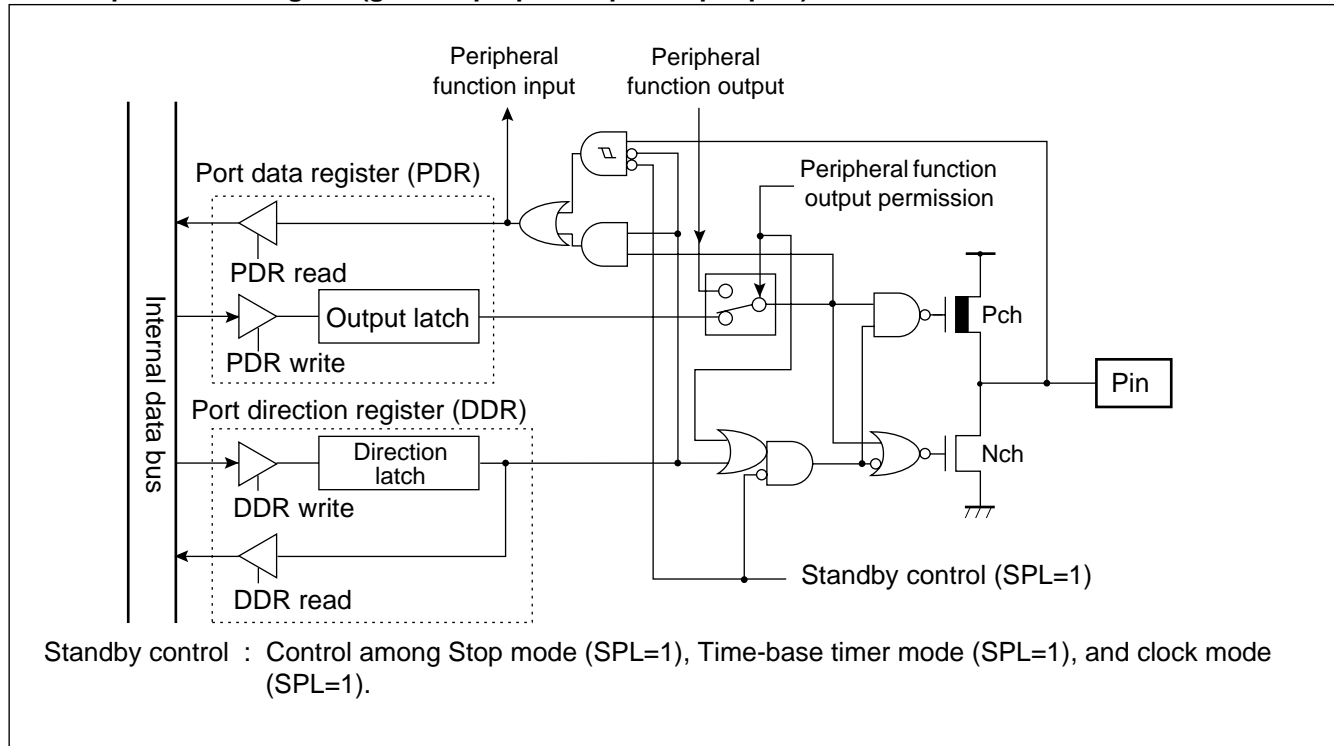 Peripheral
function input
Peripheral
function output
Port data register (PDR)
Peripheral function
output permission
PDR read
Output latch
PDR write
Pch
Pin
Internal data bus
Port direction register (DDR)
Direction
latch
Nch
DDR write
Standby control (SPL=1)
DDR read
Standby control : Control among Stop mode (SPL=1), Time-base timer mode (SPL=1), and clock mode
(SPL=1).